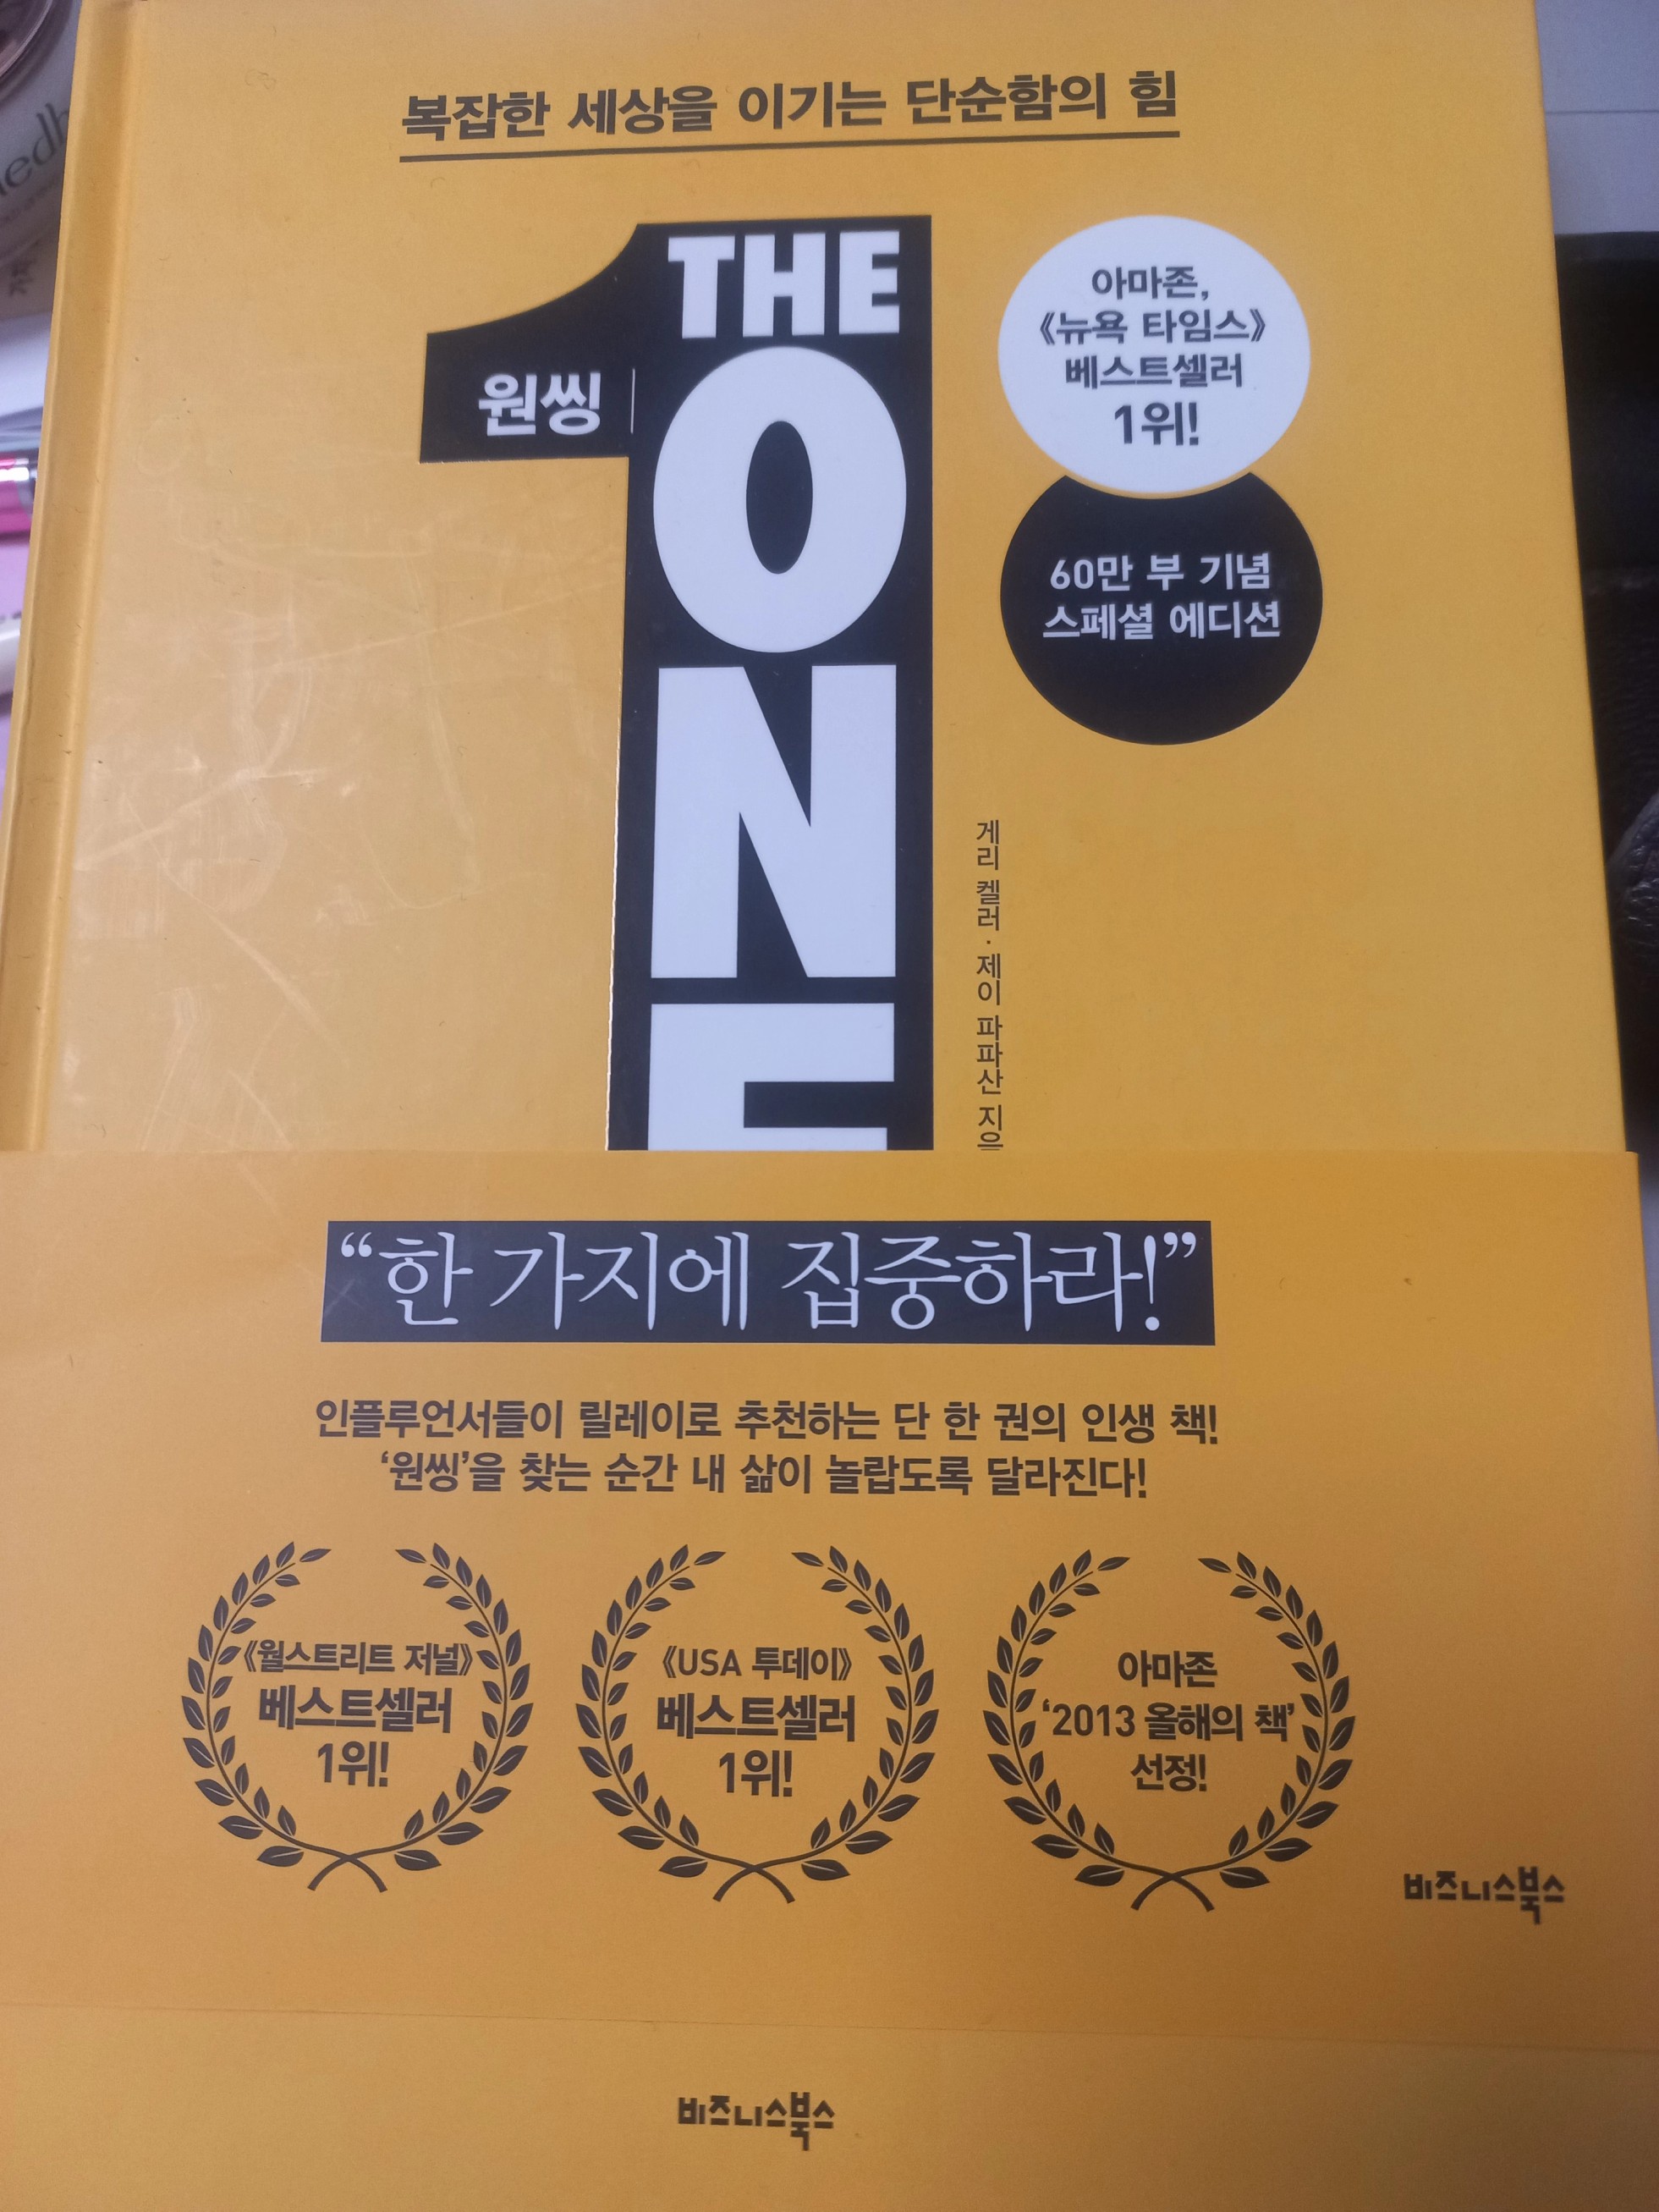 복잡한 세상을 이기는 단순함의 힘
THE
ONE
원씽
아마존,
《뉴욕 타임스》
베스트셀러
1위!
60만 부 기념
스페셜 에디션
게리 켈러 · 제이 파파산 지음
“한 가지에 집중하라!”
인플루언서들이 릴레이로 추천하는 단 한 권의 인생 책!
‘원씽’을 찾는 순간 내 삶이 놀랍도록 달라진다!
《월스트리트 저널》
베스트셀러
1위!
《USA 투데이》
베스트셀러
1위!
아마존
‘2013 올해의 책’
선정!
비즈니스북스
비즈니스북스